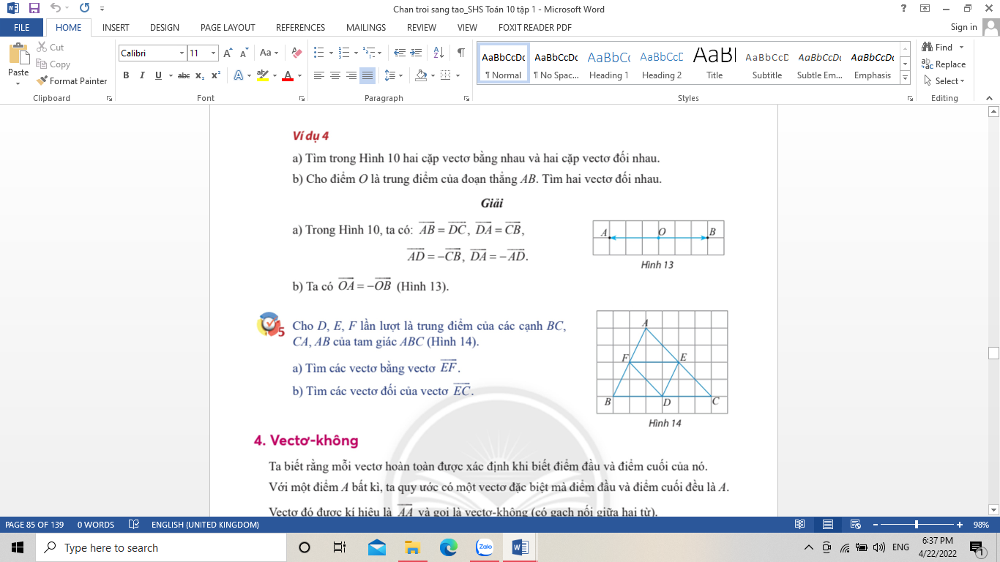 Chan troi sang tao_SHS Toán 10 tập 1 - Microsoft Word
FILE HOME INSERT DESIGN PAGE LAYOUT REFERENCES MAILINGS REVIEW VIEW FOXIT READER PDF Sign in
Paste
Cut
Copy
Format Painter
Clipboard
Calibri 11
Font
Paragraph
AaBbCcDc AaBbCcDc AaBbCc AaBbCcC AaBl AaBbCcD AaBbCcDc AaBbCcDc
¶ Normal ¶ No Spac... Heading 1 Heading 2 Title Subtitle Subtle Em... Emphasis
Styles
Find
Replace
Select
Editing
Ví dụ 4
a) Tìm trong Hình 10 hai cặp vectơ bằng nhau và hai cặp vectơ đối nhau.
b) Cho điểm O là trung điểm của đoạn thẳng AB. Tìm hai vectơ đối nhau.
Giải
a) Trong Hình 10, ta có: \overrightarrow{AB} = \overrightarrow{DC}, \overrightarrow{DA} = \overrightarrow{CB},
\overrightarrow{AD} = −\overrightarrow{CB}, \overrightarrow{DA} = −\overrightarrow{AD}.
b) Ta có \overrightarrow{OA} = −\overrightarrow{OB} (Hình 13).
A O B
Hình 13
5
Cho D, E, F lần lượt là trung điểm của các cạnh BC,
CA, AB của tam giác ABC (Hình 14).
a) Tìm các vectơ bằng vectơ \overrightarrow{EF}.
b) Tìm các vectơ đối của vectơ \overrightarrow{EC}.
A
F E
B D C
Hình 14
4. Vectơ-không
Ta biết rằng mỗi vectơ hoàn toàn được xác định khi biết điểm đầu và điểm cuối của nó.
Với một điểm A bất kì, ta quy ước có một vectơ đặc biệt mà điểm đầu và điểm cuối đều là A.
Vectơ đó được kí hiệu là \overrightarrow{AA} và gọi là vectơ-không (có gạch nối giữa hai từ).
PAGE 85 OF 139 0 WORDS ENGLISH (UNITED KINGDOM) 98%
Type here to search
Zalo
ENG
6:37 PM
4/22/2022
1